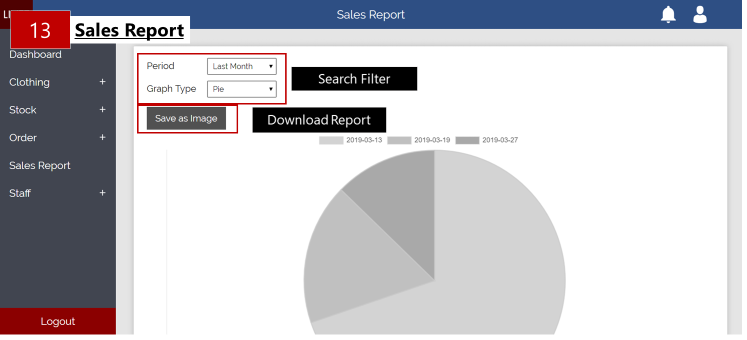 Sales Report
13 Sales Report
Dashboard
Clothing +
Stock +
Order +
Sales Report
Staff +
Logout
Period Last Month
Graph Type Pie
Search Filter
Save as Image
Download Report
2019-03-13 2019-03-19 2019-03-27